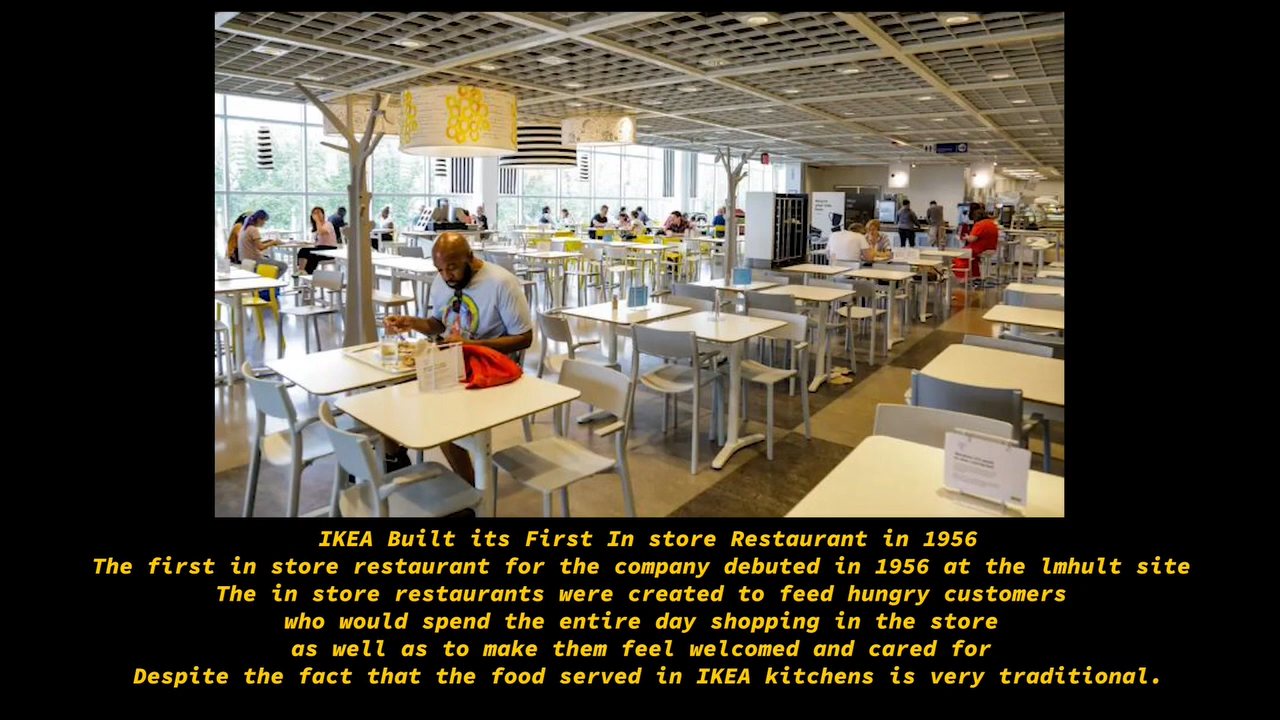 IKEA Built its First In store Restaurant in 1956
The first in store restaurant for the company debuted in 1956 at the lmhult site
The in store restaurants were created to feed hungry customers
who would spend the entire day shopping in the store
as well as to make them feel welcomed and cared for
Despite the fact that the food served in IKEA kitchens is very traditional.